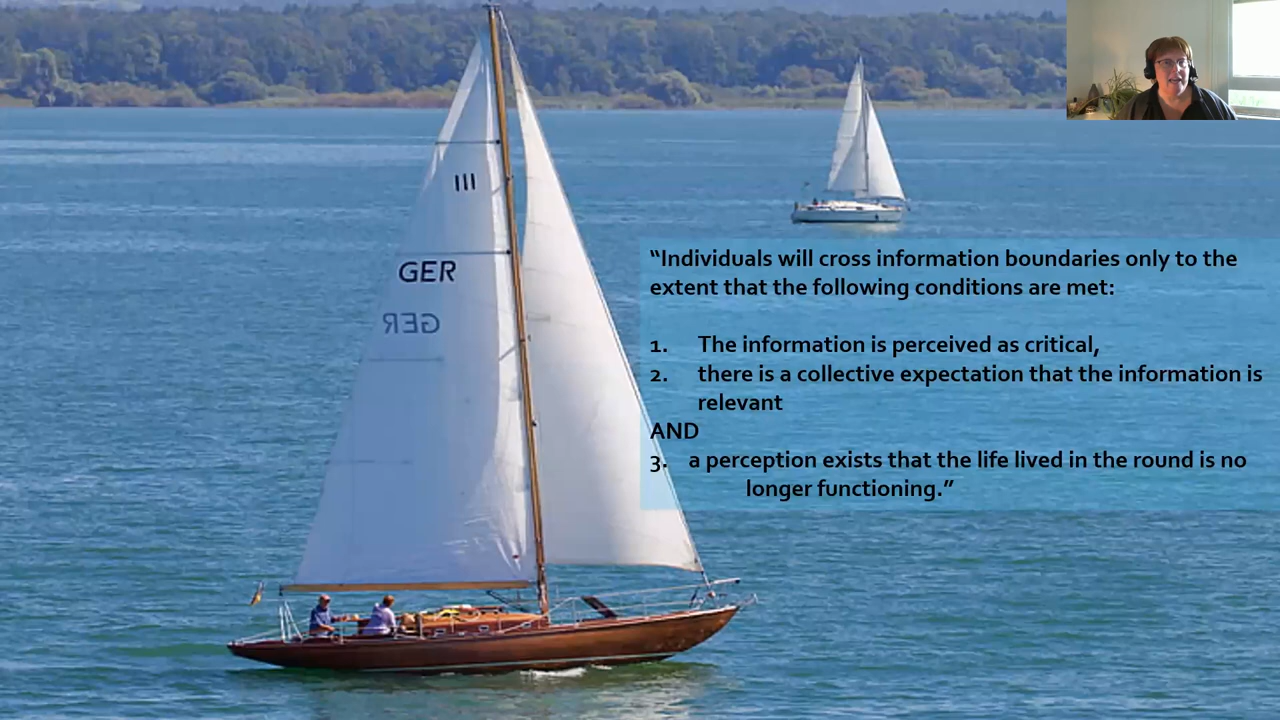 III
GER
GER
“Individuals will cross information boundaries only to the
extent that the following conditions are met:
1. The information is perceived as critical,
2. there is a collective expectation that the information is
relevant
AND
3. a perception exists that the life lived in the round is no
longer functioning.”